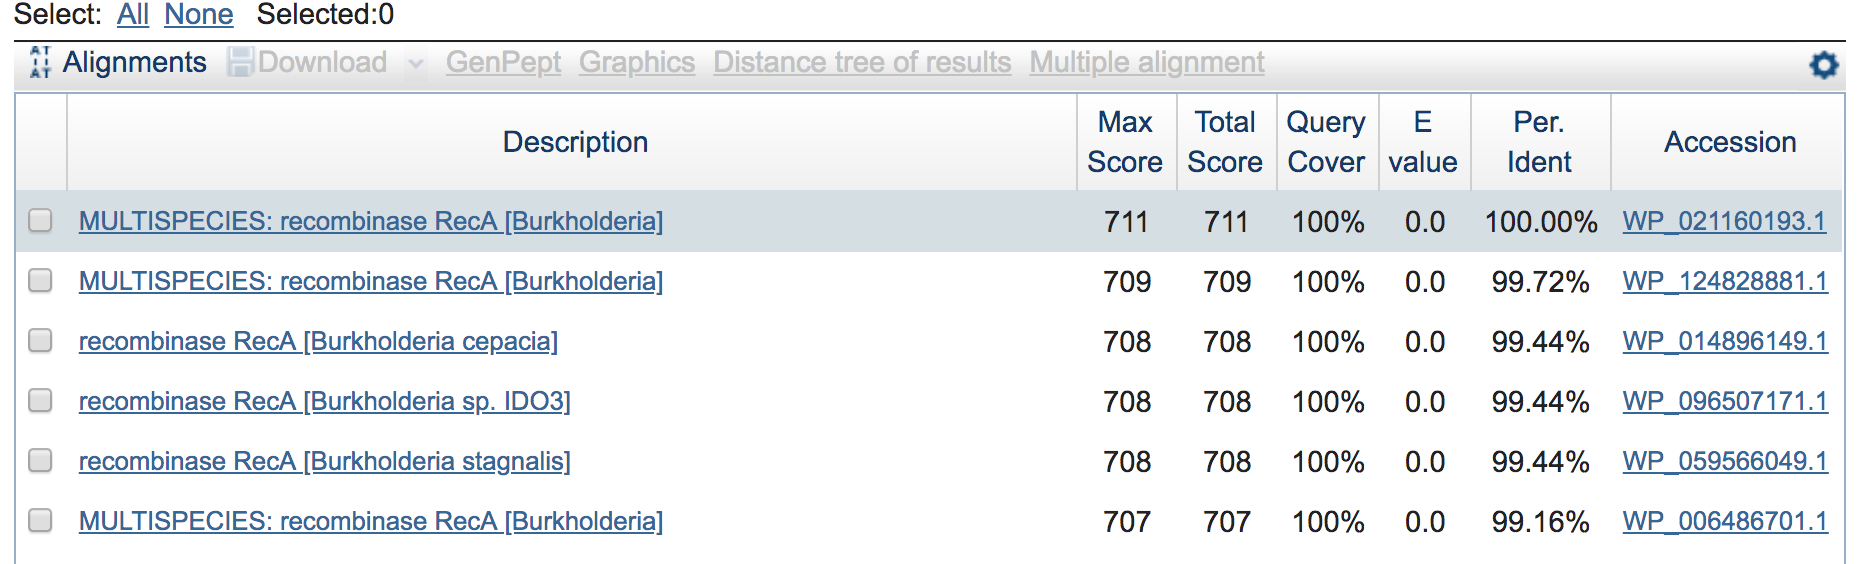 Select: All None Selected:0
AT AT Alignments Download GenPept Graphics Distance tree of results Multiple alignment
Description Max Score Total Score Query Cover E value Per. Ident Accession
MULTISPECIES: recombinase RecA [Burkholderia] 711 711 100% 0.0 100.00% WP_021160193.1
MULTISPECIES: recombinase RecA [Burkholderia] 709 709 100% 0.0 99.72% WP_124828881.1
recombinase RecA [Burkholderia cepacia] 708 708 100% 0.0 99.44% WP_014896149.1
recombinase RecA [Burkholderia sp. IDO3] 708 708 100% 0.0 99.44% WP_096507171.1
recombinase RecA [Burkholderia stagnalis] 708 708 100% 0.0 99.44% WP_059566049.1
MULTISPECIES: recombinase RecA [Burkholderia] 707 707 100% 0.0 99.16% WP_006486701.1